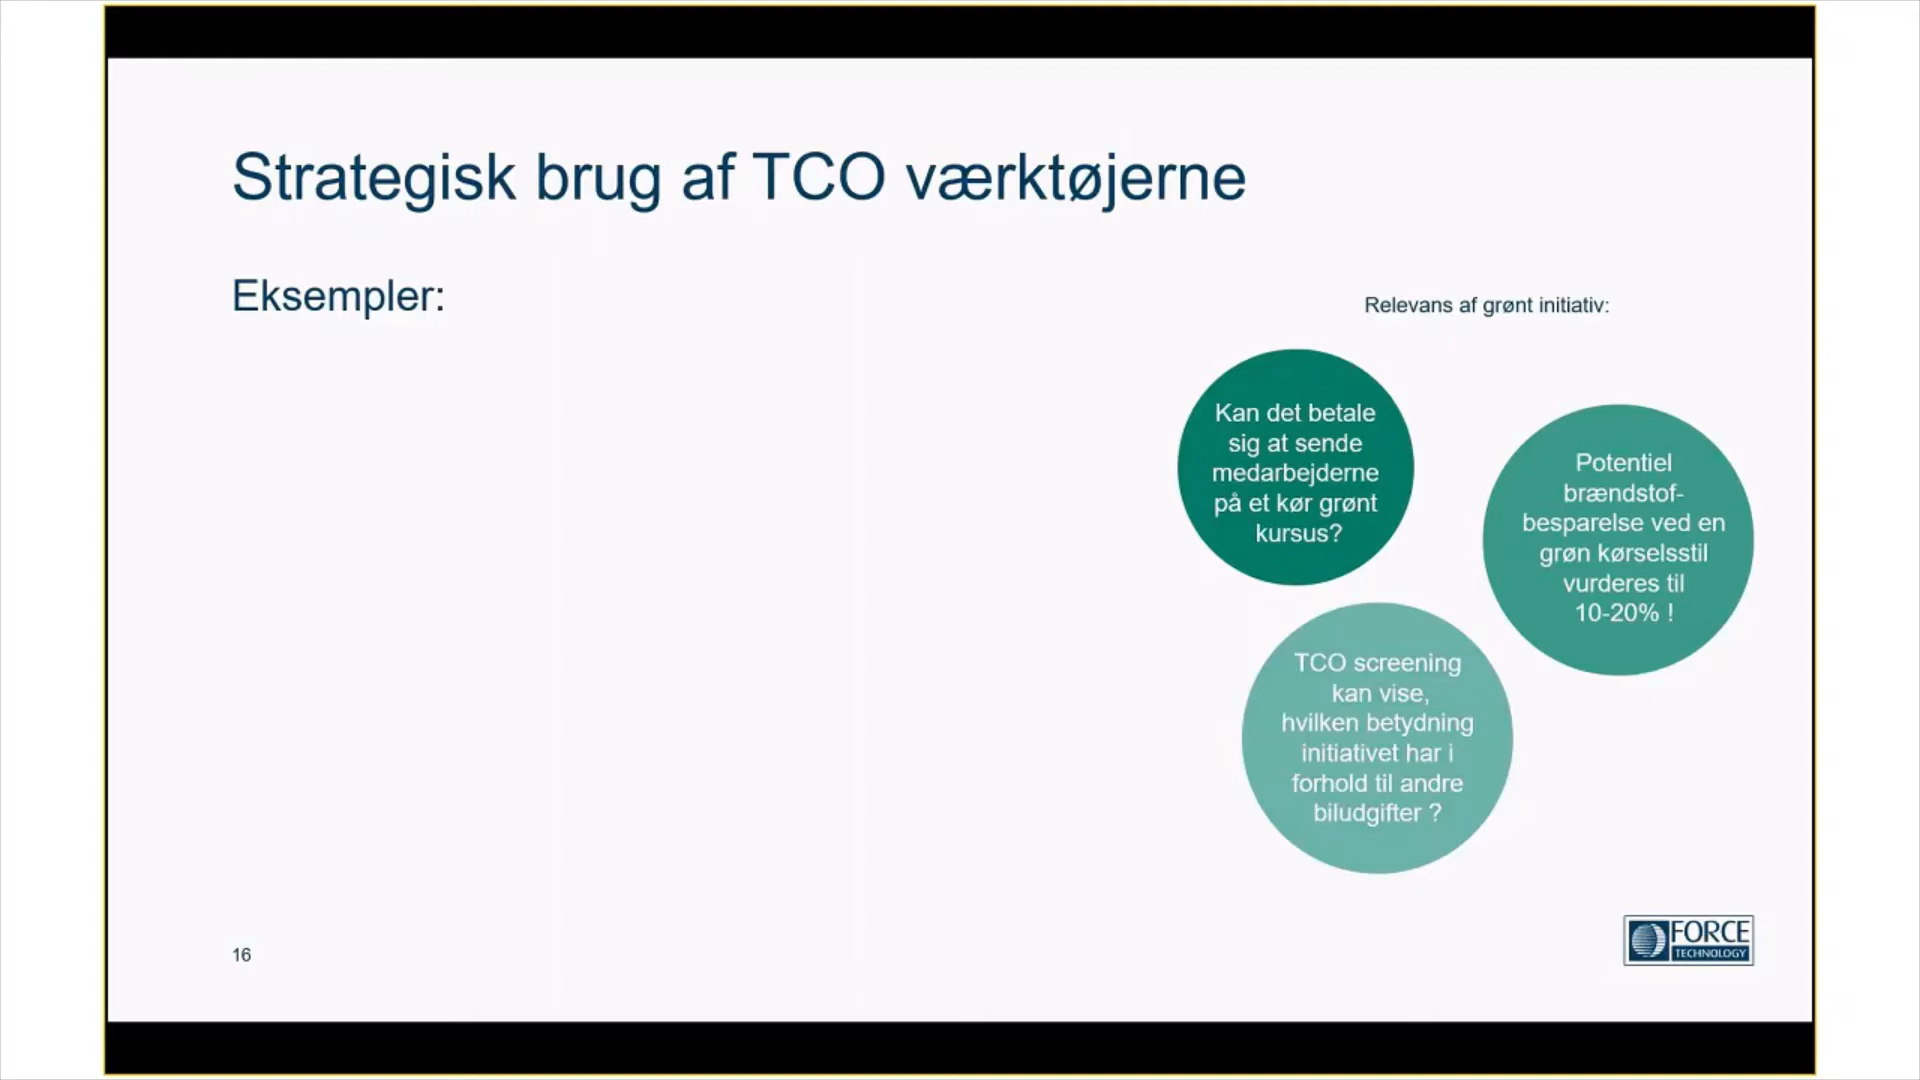 Strategisk brug af TCO værktøjerne
Eksempler:
Relevans af grønt initiativ:
Kan det betale
sig at sende
medarbejderne
på et kør grønt
kursus?
Potentiel
brændstof-
besparelse ved en
grøn kørselsstil
vurderes til
10-20% !
TCO screening
kan vise,
hvilken betydning
initiativet har i
forhold til andre
biludgifter ?
16
FORCE
TECHNOLOGY